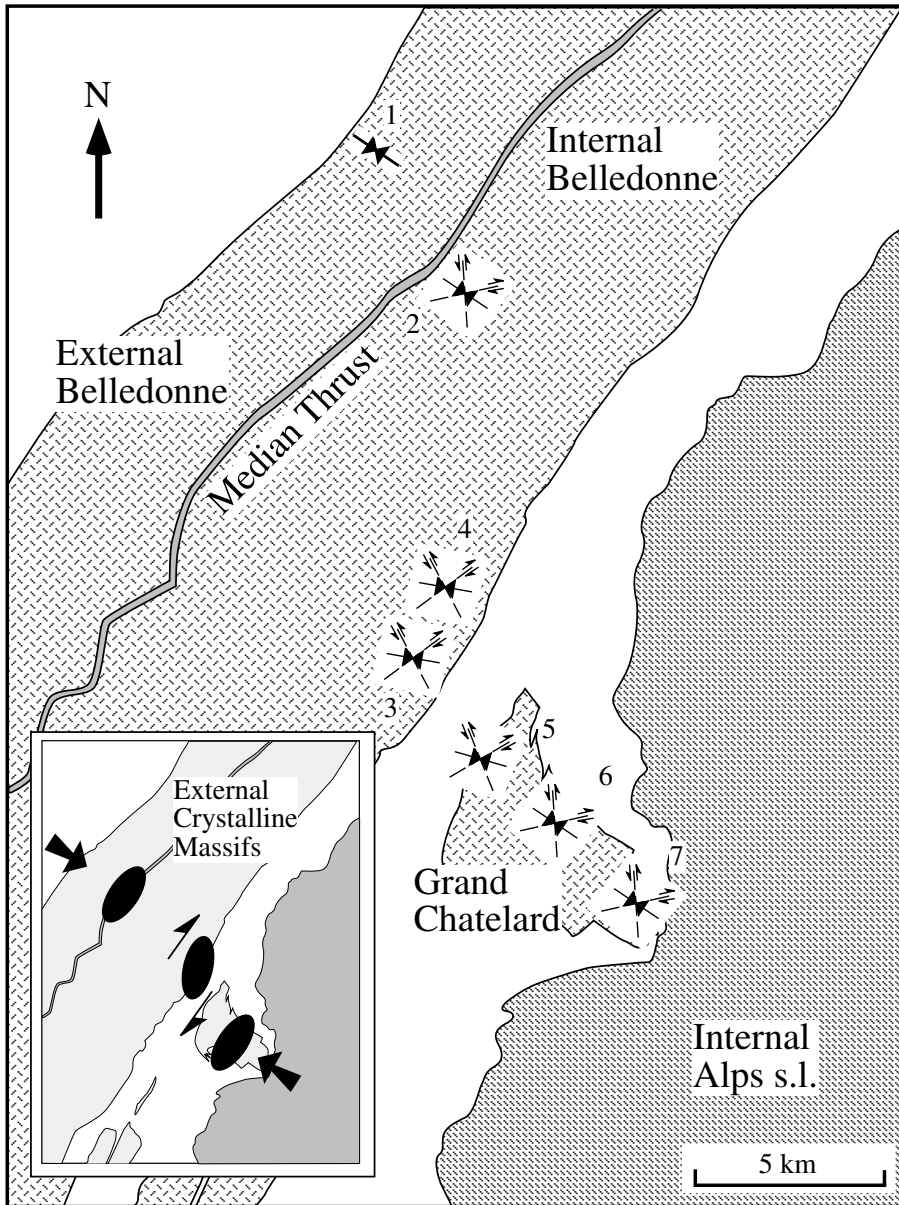 N
1
Internal
Belledonne
2
External
Belledonne
Median Thrust
4
3
5
6
7
Grand
Chatelard
External
Crystalline
Massifs
Internal
Alps s.l.
5 km